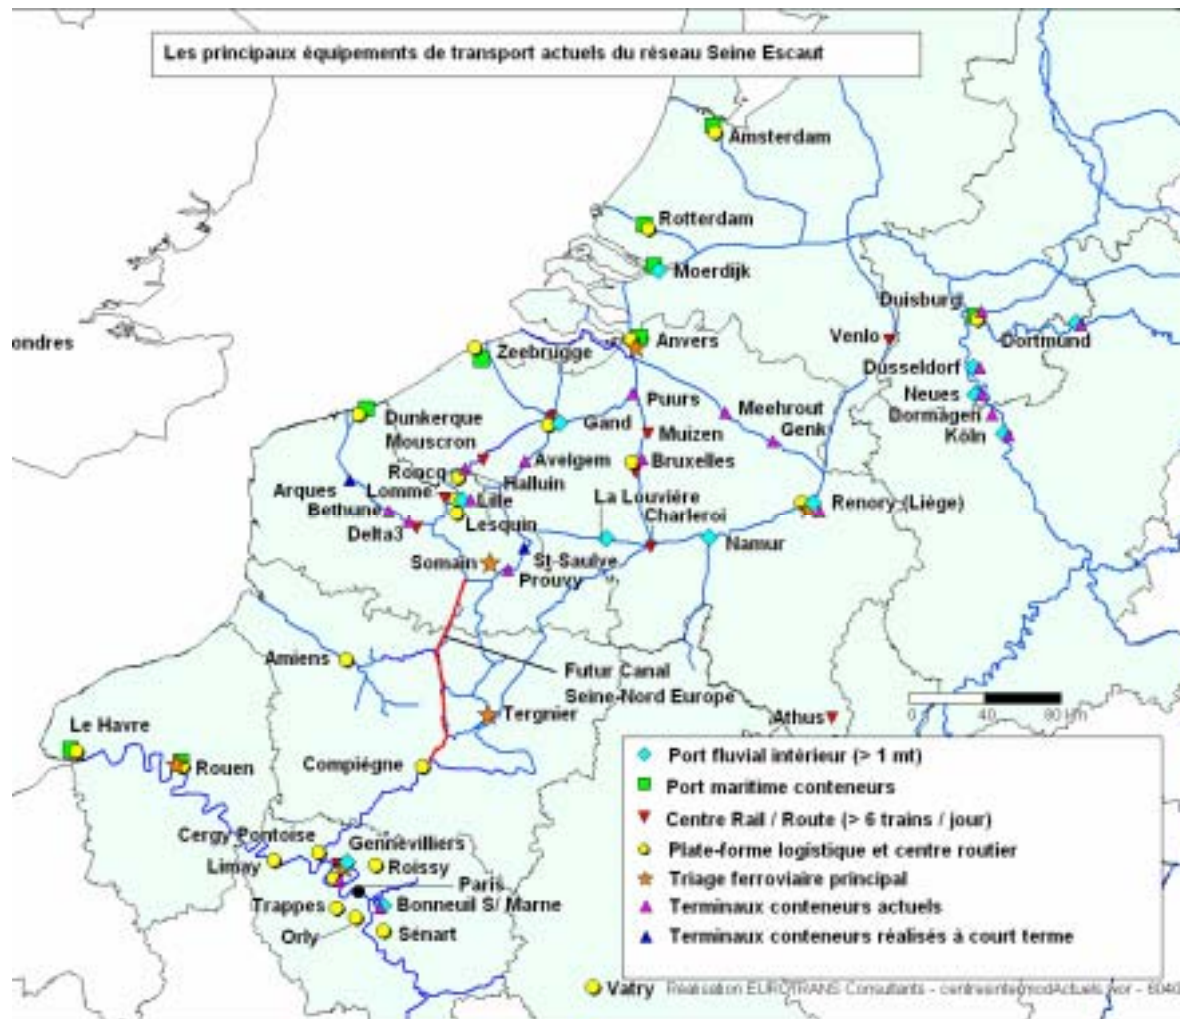 Les principaux équipements de transport actuels du réseau Seine Escaut
Amsterdam
Rotterdam
Moerdijk
Duisburg
ondres
Zeebrugge
Anvers
Venlo
Dortmund
Dusseldorf
Neues
Dormagen
Köln
Puurs
Meehrout
Genk
Dunkerque
Mouscron
Gand
Muizen
Roncq
Avelgem
Bruxelles
Halluin
Arques
Lomme
Lille
La Louvière
Renory (Liège)
Bethune
Charleroi
Delta3
Lesquin
Namur
Somain
St-Saulve
Prouvy
Amiens
Futur Canal
Seine-Nord Europe
Tergnier
Athus
0
40
80 Km
Le Havre
Rouen
Compiégne
Cergy Pontoise
Gennevilliers
Limay
Roissy
Paris
Trappes
Bonneuil S/ Marne
Orly
Sénart
Vatry
Port fluvial intérieur (> 1 mt)
Port maritime conteneurs
Centre Rail / Route (> 6 trains / jour)
Plate-forme logistique et centre routier
Triage ferroviaire principal
Terminaux conteneurs actuels
Terminaux conteneurs réalisés à court terme
Réalisation EUROTRANS Consultants -